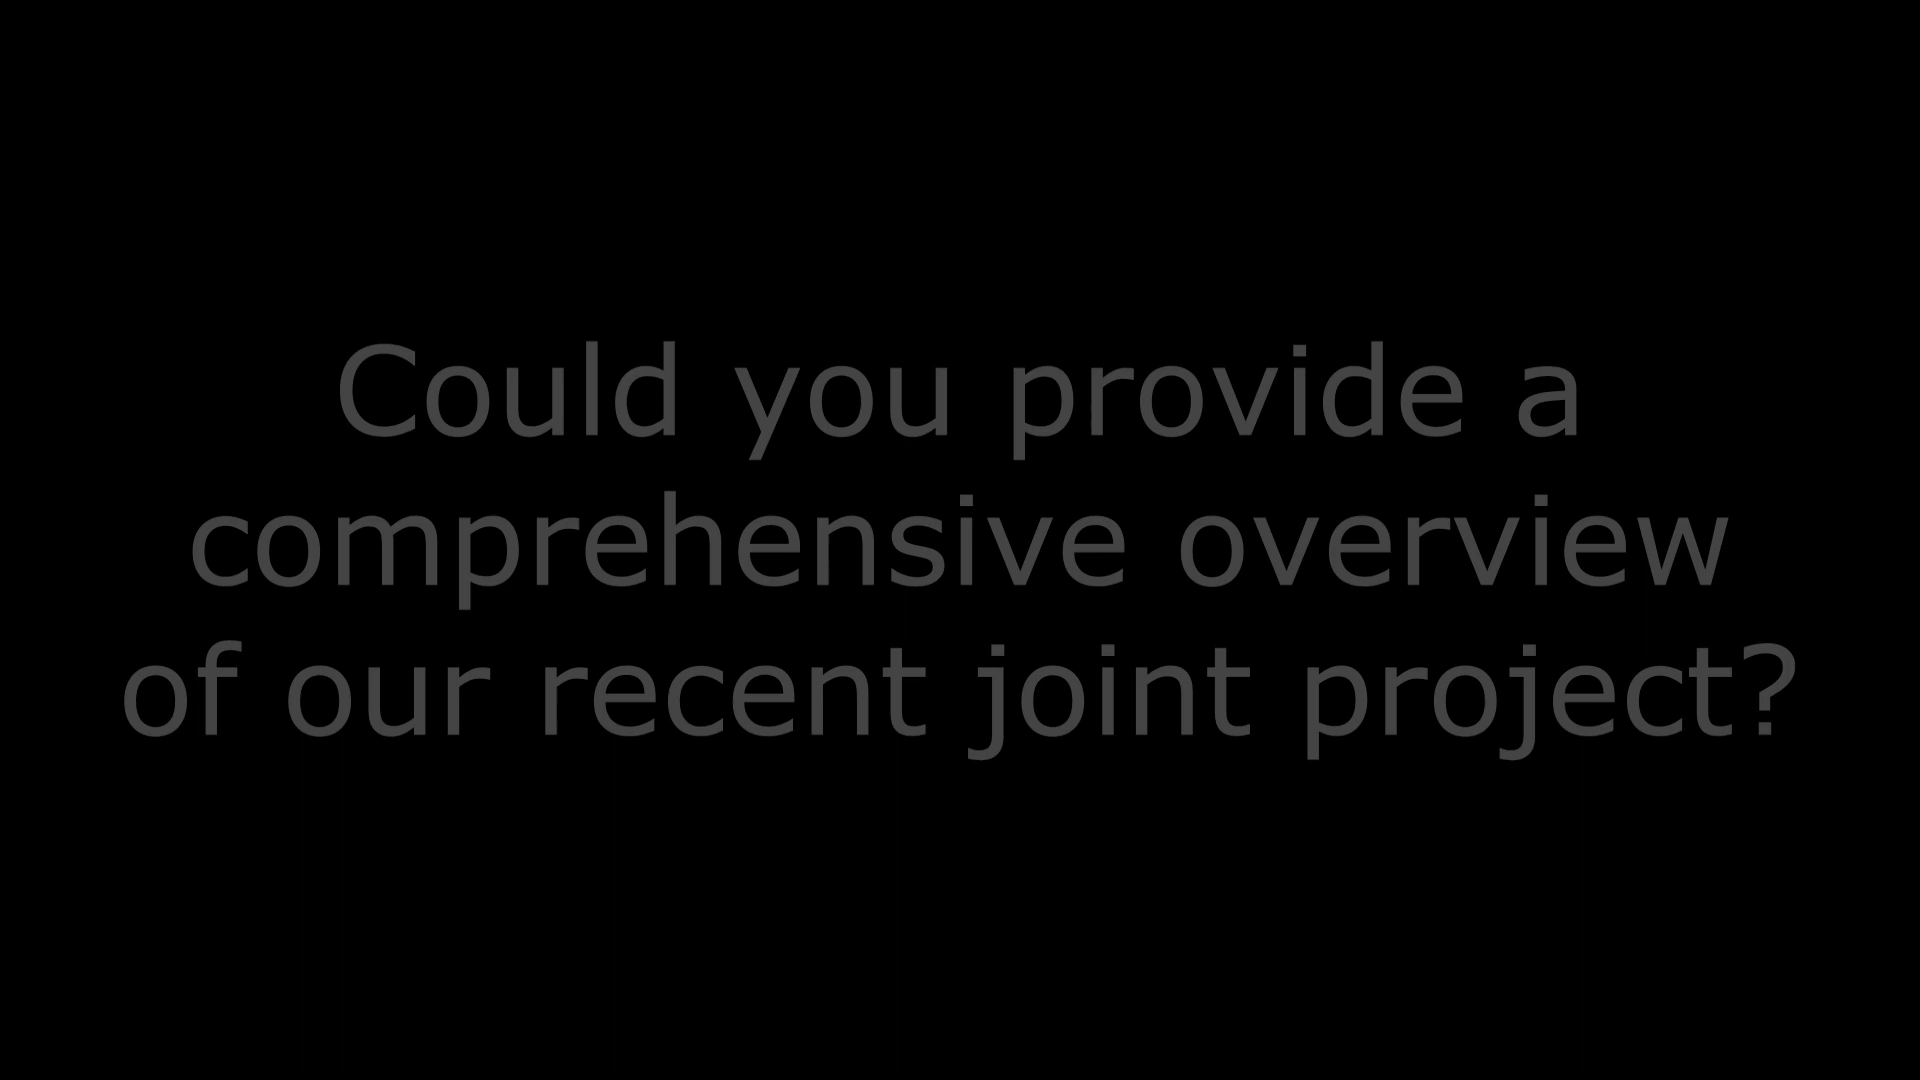 Could you provide a
comprehensive overview
of our recent joint project?